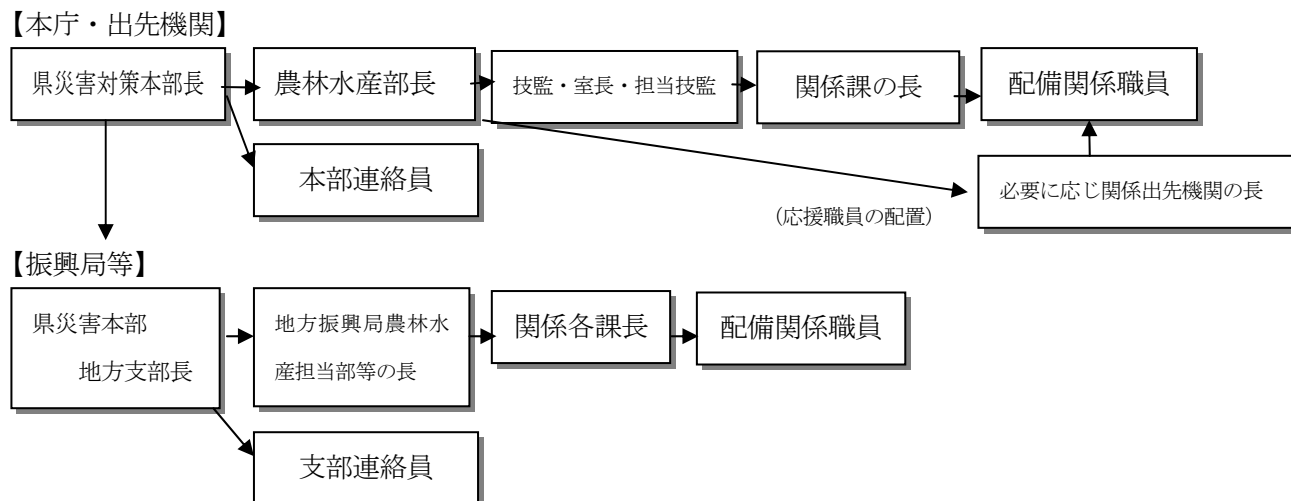 【本庁・出先機関】
県災害対策本部長
農林水産部長
技監・室長・担当技監
関係課の長
配備関係職員
本部連絡員
必要に応じ関係出先機関の長
(応援職員の配置)
【振興局等】
県災害本部
地方支部長
地方振興局農林水
産担当部等の長
関係各課長
配備関係職員
支部連絡員